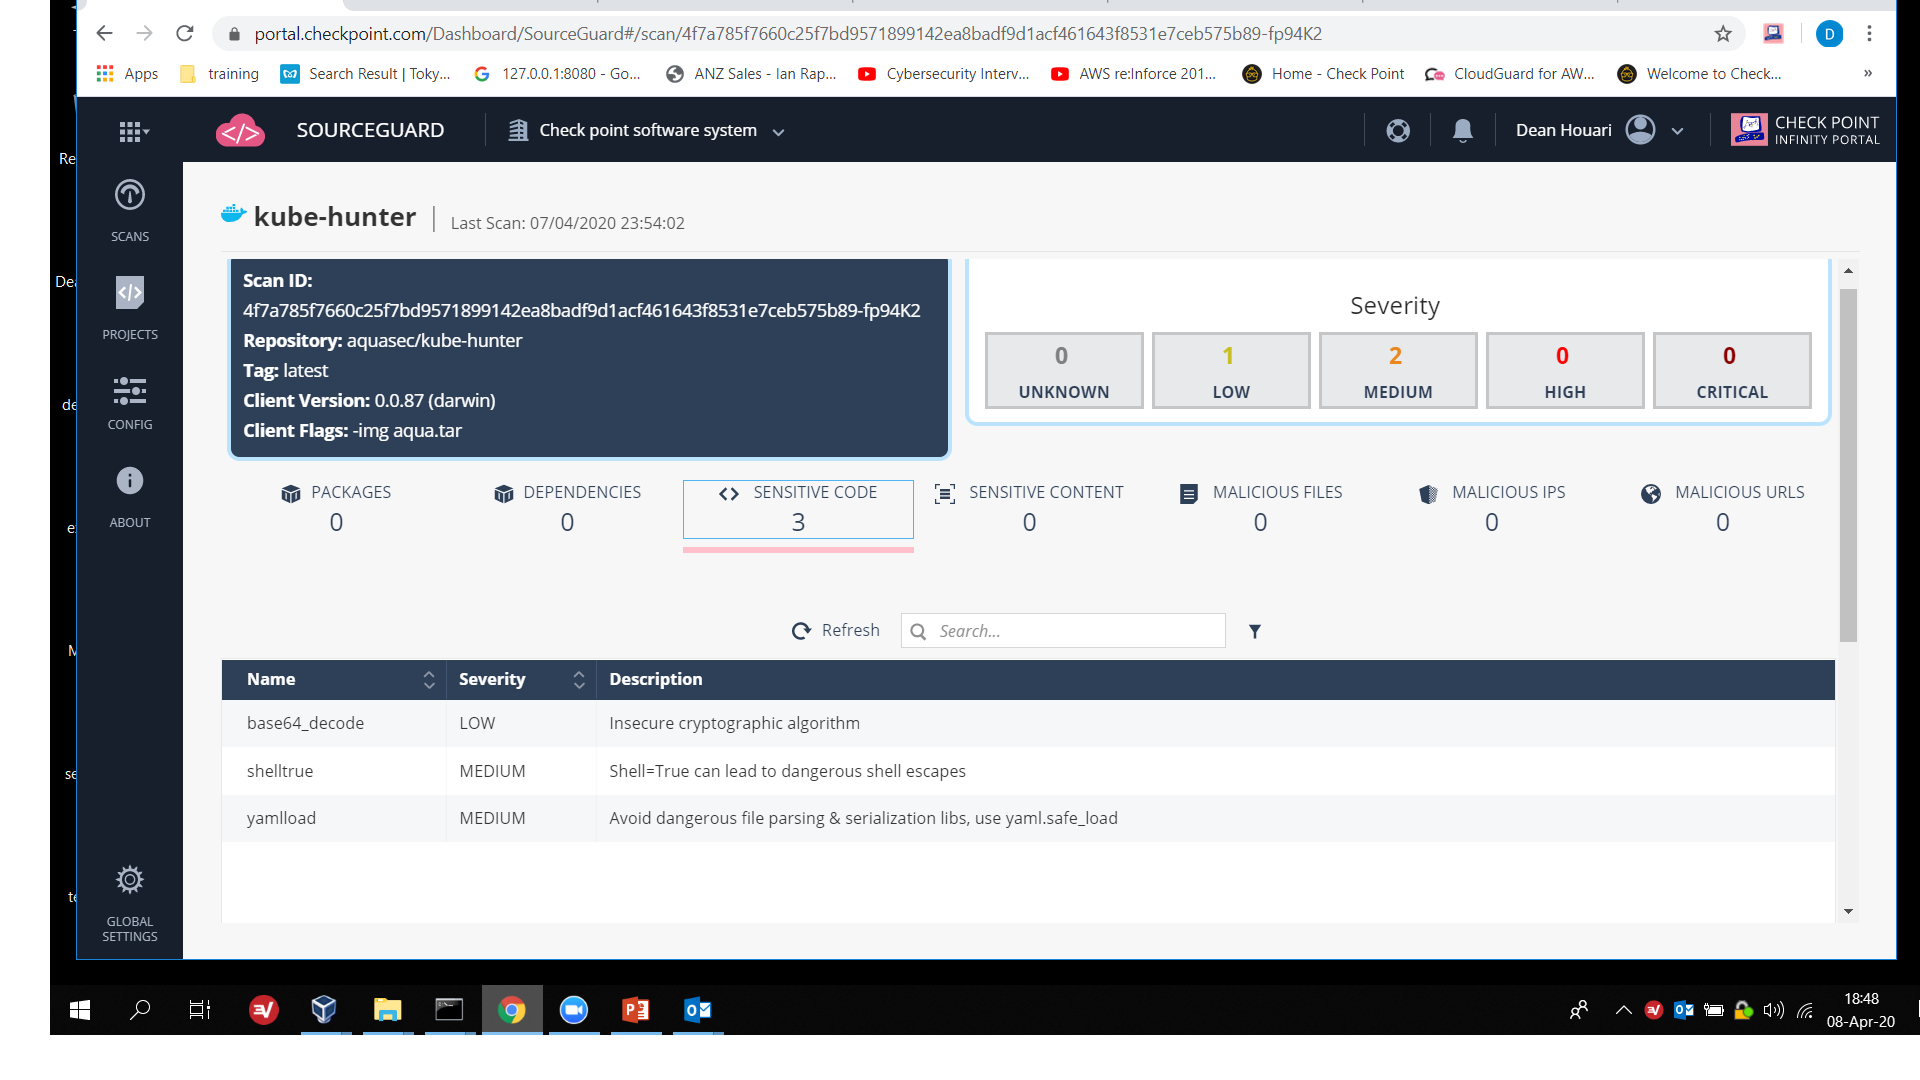 portal.checkpoint.com/Dashboard/SourceGuard#/scan/4f7a785f7660c25f7bd9571899142ea8badf9d1acf461643f8531e7ceb575b89-fp94K2
D
Apps
training
Search Result | Toky...
127.0.0.1:8080 - Go...
ANZ Sales - Ian Rap...
Cybersecurity Interv...
AWS re:Inforce 201...
Home - Check Point
CloudGuard for AW...
Welcome to Check...
»
SOURCEGUARD
Check point software system
Dean Houari
CHECK POINT
INFINITY PORTAL
SCANS
PROJECTS
CONFIG
ABOUT
GLOBAL
SETTINGS
kube-hunter
Last Scan: 07/04/2020 23:54:02
Scan ID:
4f7a785f7660c25f7bd9571899142ea8badf9d1acf461643f8531e7ceb575b89-fp94K2
Repository: aquasec/kube-hunter
Tag: latest
Client Version: 0.0.87 (darwin)
Client Flags: -img aqua.tar
Severity
0 1 2 0 0
UNKNOWN LOW MEDIUM HIGH CRITICAL
PACKAGES DEPENDENCIES SENSITIVE CODE SENSITIVE CONTENT MALICIOUS FILES MALICIOUS IPS MALICIOUS URLS
0 0 3 0 0 0 0
Refresh
Search...
Name Severity Description
base64_decode LOW Insecure cryptographic algorithm
shelltrue MEDIUM Shell=True can lead to dangerous shell escapes
yamlload MEDIUM Avoid dangerous file parsing & serialization libs, use yaml.safe_load
18:48
08-Apr-20